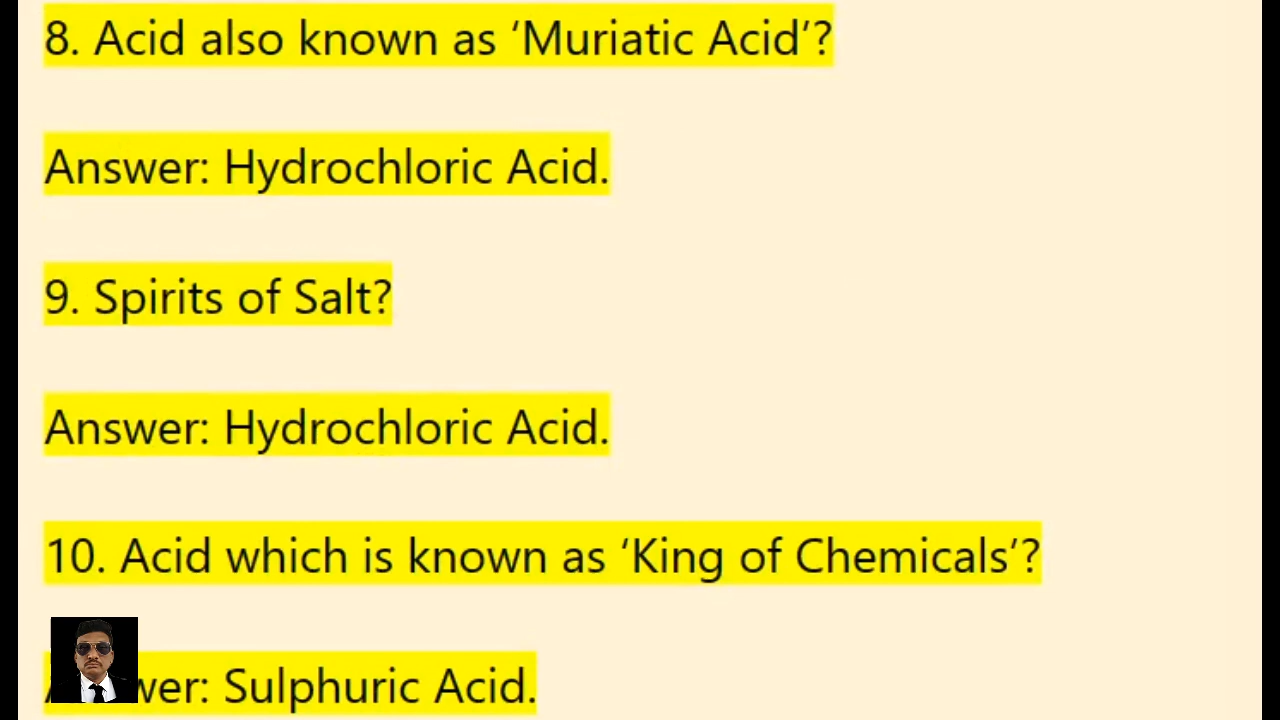 8. Acid also known as ‘Muriatic Acid’?
Answer: Hydrochloric Acid.
9. Spirits of Salt?
Answer: Hydrochloric Acid.
10. Acid which is known as ‘King of Chemicals’?
Sulphuric Acid.